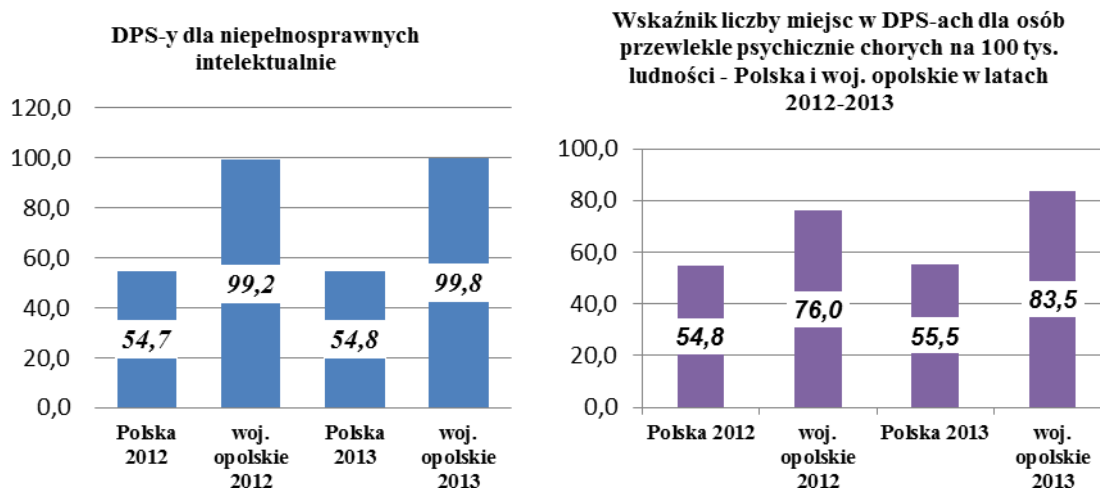 DPS-y dla niepełnosprawnych
intelektualnie
120,0
100,0
80,0
60,0
40,0
20,0
0,0
54,7
99,2
54,8
99,8
Polska
2012
woj.
opolskie
2012
Polska
2013
woj.
opolskie
2013
Wskaźnik liczby miejsc w DPS-ach dla osób
przewlekle psychicznie chorych na 100 tys.
ludności - Polska i woj. opolskie w latach
2012-2013
100,0
80,0
60,0
40,0
20,0
0,0
54,8
76,0
55,5
83,5
Polska 2012
woj.
opolskie
2012
Polska 2013
woj.
opolskie
2013